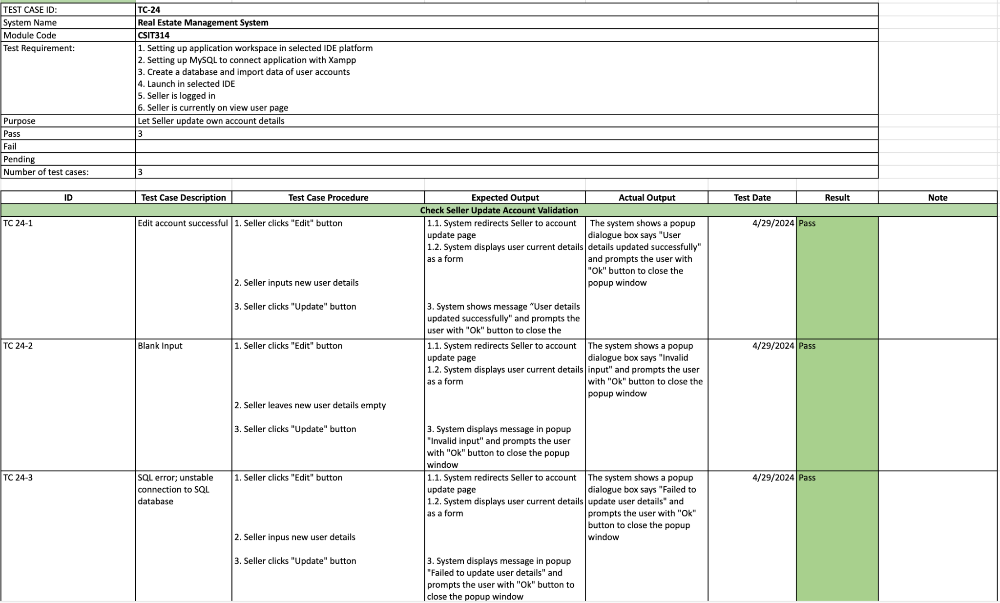 TEST CASE ID: TC-24
System Name Real Estate Management System
Module Code CSIT314
Test Requirement: 1. Setting up application workspace in selected IDE platform
2. Setting up MySQL to connect application with Xampp
3. Create a database and import data of user accounts
4. Launch in selected IDE
5. Seller is logged in
6. Seller is currently on view user page
Purpose Let Seller update own account details
Pass 3
Fail
Pending
Number of test cases: 3
ID Test Case Description Test Case Procedure Expected Output Actual Output Test Date Result Note
Check Seller Update Account Validation
TC 24-1
Edit account successful
1. Seller clicks "Edit" button
2. Seller inputs new user details
3. Seller clicks "Update" button
1.1. System redirects Seller to account
update page
1.2. System displays user current details
as a form
3. System shows message “User details
updated successfully" and prompts the
user with "Ok" button to close the
The system shows a popup
dialogue box says "User
details updated successfully"
and prompts the user with
"Ok" button to close the
popup window
4/29/2024
Pass
TC 24-2
Blank Input
1. Seller clicks "Edit" button
2. Seller leaves new user details empty
3. Seller clicks "Update" button
1.1. System redirects Seller to account
update page
1.2. System displays user current details
as a form
3. System displays message in popup
"Invalid input" and prompts the user
with "Ok" button to close the popup
window
The system shows a popup
dialogue box says "Invalid
input" and prompts the user
with "Ok" button to close the
popup window
4/29/2024
Pass
TC 24-3
SQL error; unstable
connection to SQL
database
1. Seller clicks "Edit" button
2. Seller inpus new user details
3. Seller clicks "Update" button
1.1. System redirects Seller to account
update page
1.2. System displays user current details
as a form
3. System displays message in popup
"Failed to update user details" and
prompts the user with "Ok" button to
close the popup window
The system shows a popup
dialogue box says "Failed to
update user details" and
prompts the user with "Ok"
button to close the popup
window
4/29/2024
Pass